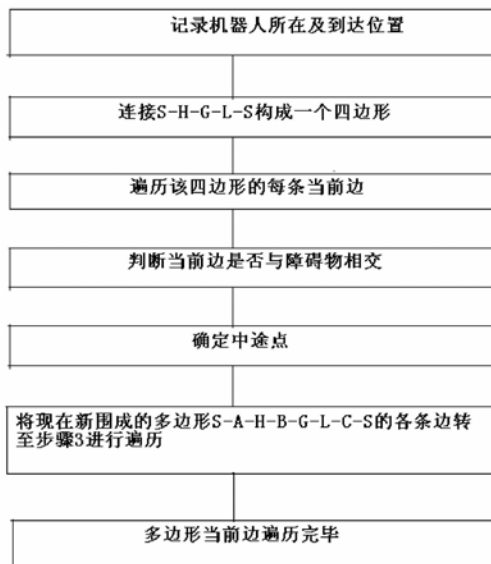 记录机器人所在及到达位置
连接S-H-G-L-S构成一个四边形
遍历该四边形的每条当前边
判断当前边是否与障碍物相交
确定中途点
将现在新围成的多边形S-A-H-B-G-L-C-S的各条边转
至步骤3进行遍历
多边形当前边遍历完毕